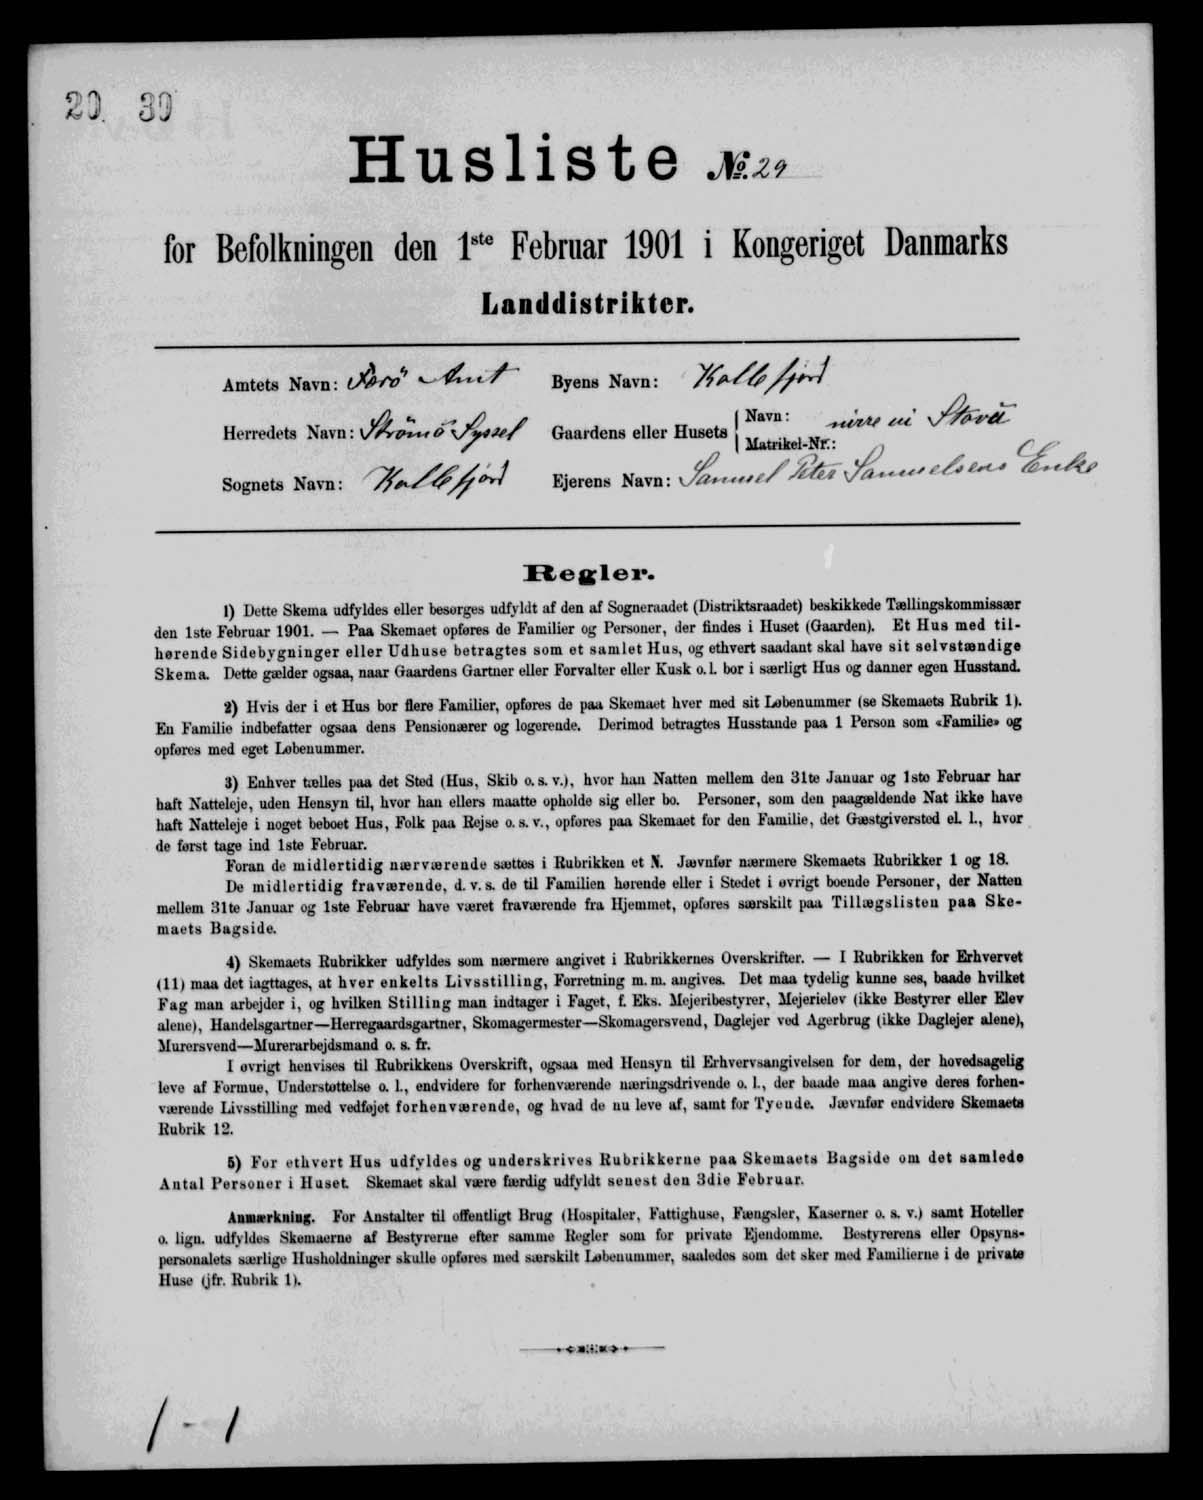 20. 30
Husliste No. 29
for Befolkningen den 1ste Februar 1901 i Kongeriget Danmarks
Landdistrikter.
Amtets Navn: Færö Amt
Byens Navn: Kollefjord
Herredets Navn: Strömö Syssel
Gaardens eller Husets
Navn: nirre ui Stovu
Matrikel-Nr.:
Sognets Navn: Kollefjord
Ejerens Navn: Samuel Peter Samuelsens Enke
Regler.
1) Dette Skema udfyldes eller besørges udfyldt af den af Sogneraadet (Distriktsraadet) beskikkede Tællingskommissær
den 1ste Februar 1901. — Paa Skemaet opføres de Familier og Personer, der findes i Huset (Gaarden). Et Hus med til-
hørende Sidebygninger eller Udhuse betragtes som et samlet Hus, og ethvert saadant skal have sit selvstændige
Skema. Dette gælder ogsaa, naar Gaardens Gartner eller Forvalter eller Kusk o. l. bor i særligt Hus og danner egen Husstand.
2) Hvis der i et Hus bor flere Familier, opføres de paa Skemaet hver med sit Løbenummer (se Skemaets Rubrik 1).
En Familie indbefatter ogsaa dens Pensionærer og logerende. Derimod betragtes Husstande paa 1 Person som «Familie» og
opføres med eget Løbenummer.
3) Enhver tælles paa det Sted (Hus, Skib o. s. v.), hvor han Natten mellem den 31te Januar og 1ste Februar har
haft Natteleje, uden Hensyn til, hvor han ellers maatte opholde sig eller bo. Personer, som den paagældende Nat ikke have
haft Natteleje i noget beboet Hus, Folk paa Rejse o. s. v., opføres paa Skemaet for den Familie, det Gæstgiversted el. l., hvor
de først tage ind 1ste Februar.
Foran de midlertidig nærværende sættes i Rubrikken et N. Jævnfør nærmere Skemaets Rubrikker 1 og 18.
De midlertidig fraværende, d. v. s. de til Familien hørende eller i Stedet i øvrigt boende Personer, der Natten
mellem 31te Januar og 1ste Februar have været fraværende fra Hjemmet, opføres særskilt paa Tillægslisten paa Ske-
maets Bagside.
4) Skemaets Rubrikker udfyldes som nærmere angivet i Rubrikkernes Overskrifter. — I Rubrikken for Erhvervet
(11) maa det iagttages, at hver enkelts Livsstilling, Forretning m. m. angives. Det maa tydelig kunne ses, baade hvilket
Fag man arbejder i, og hvilken Stilling man indtager i Faget, f. Eks. Mejeribestyrer, Mejerielev (ikke Bestyrer eller Elev
alene), Handelsgartner—Herregaardsgartner, Skomagermester—Skomagersvend, Daglejer ved Agerbrug (ikke Daglejer alene),
Murersvend—Murerarbejdsmand o. s. fr.
I øvrigt henvises til Rubrikkens Overskrift, ogsaa med Hensyn til Erhvervsangivelsen for dem, der hovedsagelig
leve af Formue, Understøttelse o. l., endvidere for forhenværende næringsdrivende o. l., der baade maa angive deres forhen-
værende Livsstilling med vedføjet forhenværende, og hvad de nu leve af, samt for Tyende. Jævnfør endvidere Skemaets
Rubrik 12.
5) For ethvert Hus udfyldes og underskrives Rubrikkerne paa Skemaets Bagside om det samlede
Antal Personer i Huset. Skemaet skal være færdig udfyldt senest den 3die Februar.
Anmærkning. For Anstalter til offentligt Brug (Hospitaler, Fattighuse, Fængsler, Kaserner o. s. v.) samt Hoteller
o. lign. udfyldes Skemaerne af Bestyrerne efter samme Regler som for private Ejendomme. Bestyrerens eller Opsyns-
personalets særlige Husholdninger skulle opføres med særskilt Løbenummer, saaledes som det sker med Familierne i de private
Huse (jfr. Rubrik 1).
1 - 1